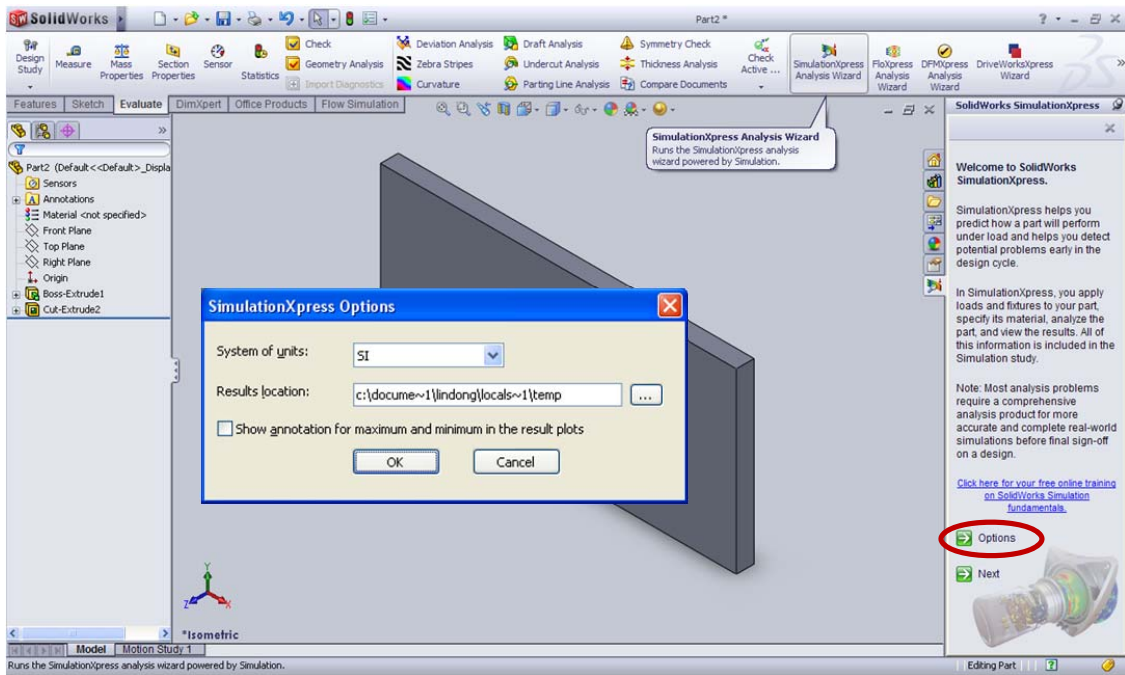 SolidWorks
Part2 *
Design Study
Measure
Mass Properties
Section Properties
Sensor
Statistics
Check
Geometry Analysis
Import Diagnostics
Deviation Analysis
Zebra Stripes
Curvature
Draft Analysis
Undercut Analysis
Parting Line Analysis
Symmetry Check
Thickness Analysis
Compare Documents
Check Active ...
SimulationXpress Analysis Wizard
FloXpress Analysis Wizard
DFMXpress Analysis Wizard
DriveWorksXpress Wizard
Features
Sketch
Evaluate
DimXpert
Office Products
Flow Simulation
SimulationXpress Analysis Wizard
Runs the SimulationXpress analysis
wizard powered by Simulation.
Part2 (Default<<Default>_Displa
Sensors
Annotations
Material <not specified>
Front Plane
Top Plane
Right Plane
Origin
Boss-Extrude1
Cut-Extrude2
SimulationXpress Options
System of units:
SI
Results location:
c:\docume~1\lindong\locals~1\temp
...
Show annotation for maximum and minimum in the result plots
OK
Cancel
SolidWorks SimulationXpress
Welcome to SolidWorks
SimulationXpress.
SimulationXpress helps you
predict how a part will perform
under load and helps you detect
potential problems early in the
design cycle.
In SimulationXpress, you apply
loads and fixtures to your part,
specify its material, analyze the
part, and view the results. All of
this information is included in the
Simulation study.
Note: Most analysis problems
require a comprehensive
analysis product for more
accurate and complete real-world
simulations before final sign-off
on a design.
Click here for your free online training
on SolidWorks Simulation
fundamentals.
Options
Next
Y
Z
X
*Isometric
Model
Motion Study 1
Runs the SimulationXpress analysis wizard powered by Simulation.
Editing Part